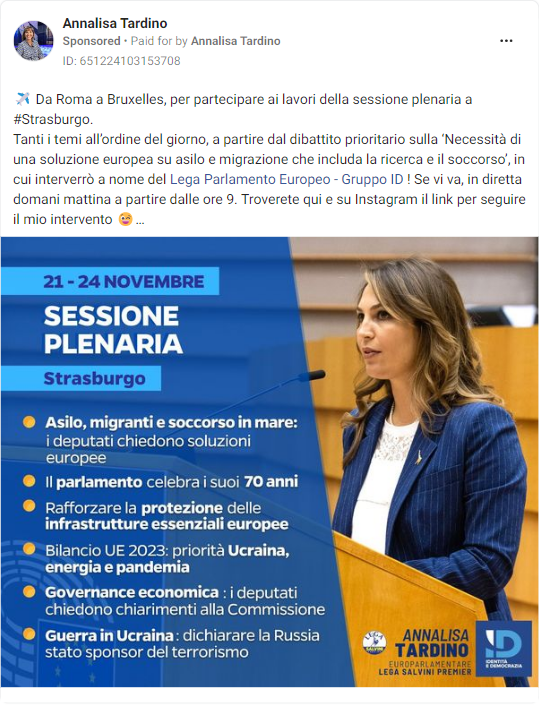 Annalisa Tardino
Sponsored • Paid for by Annalisa Tardino
ID: 651224103153708
✈️ Da Roma a Bruxelles, per partecipare ai lavori della sessione plenaria a
#Strasburgo.
Tanti i temi all'ordine del giorno, a partire dal dibattito prioritario sulla 'Necessità di
una soluzione europea su asilo e migrazione che includa la ricerca e il soccorso', in
cui interverrò a nome del Lega Parlamento Europeo - Gruppo ID ! Se vi va, in diretta
domani mattina a partire dalle ore 9. Troverete qui e su Instagram il link per seguire
il mio intervento 🤗 ...
21 - 24 NOVEMBRE
SESSIONE
PLENARIA
Strasburgo
Asilo, migranti e soccorso in mare:
i deputati chiedono soluzioni
europee
Il parlamento celebra i suoi 70 anni
Rafforzare la protezione delle
infrastrutture essenziali europee
Bilancio UE 2023: priorità Ucraina,
energia e pandemia
Governance economica : i deputati
chiedono chiarimenti alla Commissione
Guerra in Ucraina : dichiarare la Russia
stato sponsor del terrorismo
LEGA
SALVINI
ANNALISA
TARDINO
EUROPARLAMENTARE
LEGA SALVINI PREMIER
ID
IDENTITÀ
E DEMOCRAZIA